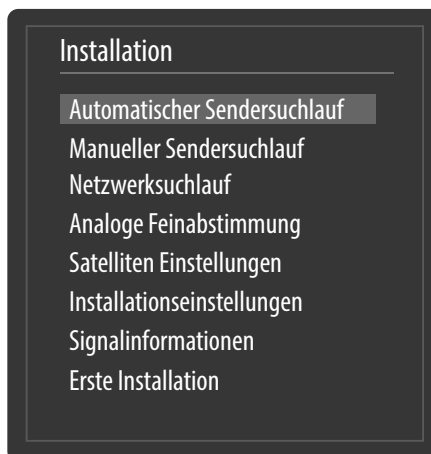 Installation
Automatischer Sendersuchlauf
Manueller Sendersuchlauf
Netzwerksuchlauf
Analoge Feinabstimmung
Satelliten Einstellungen
Installationseinstellungen
Signalinformationen
Erste Installation